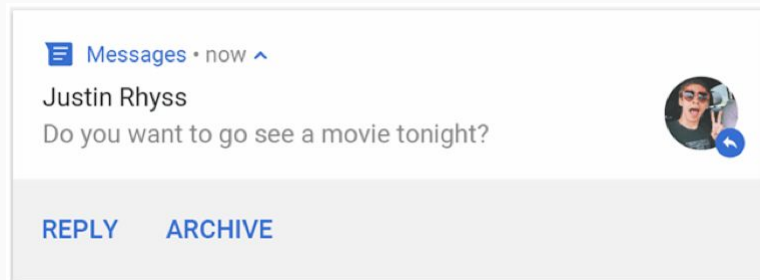 Messages • now
Justin Rhyss
Do you want to go see a movie tonight?
REPLY ARCHIVE